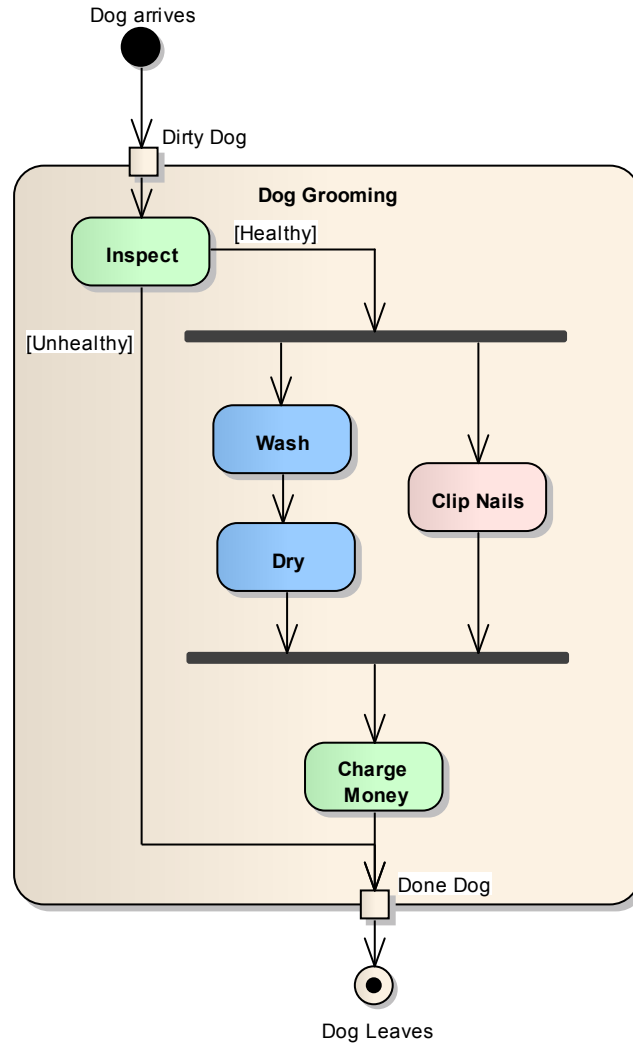 Dog arrives
Dirty Dog
Dog Grooming
[Healthy]
Inspect
[Unhealthy]
Wash
Clip Nails
Dry
Charge
Money
Done Dog
Dog Leaves